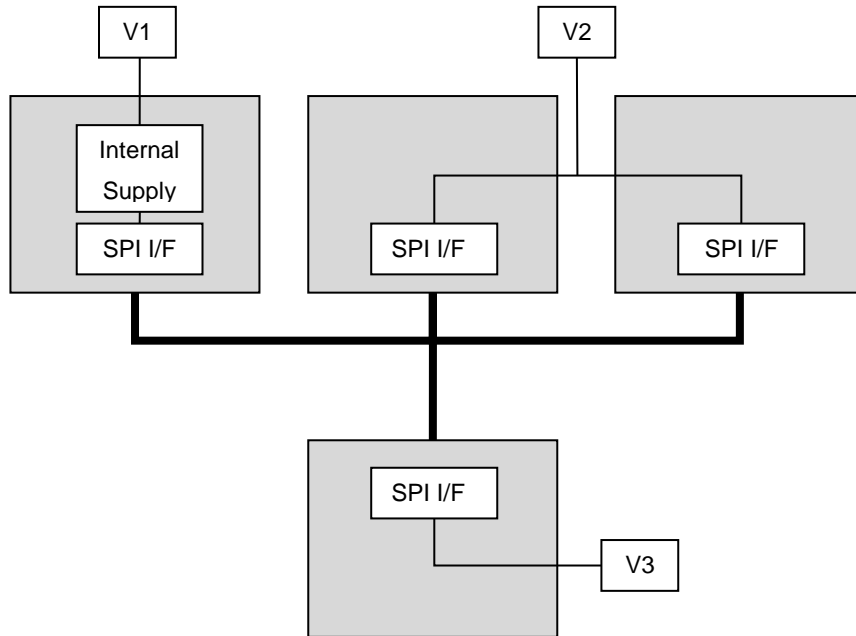 V1
V2
Internal
Supply
SPI I/F
SPI I/F
SPI I/F
SPI I/F
V3